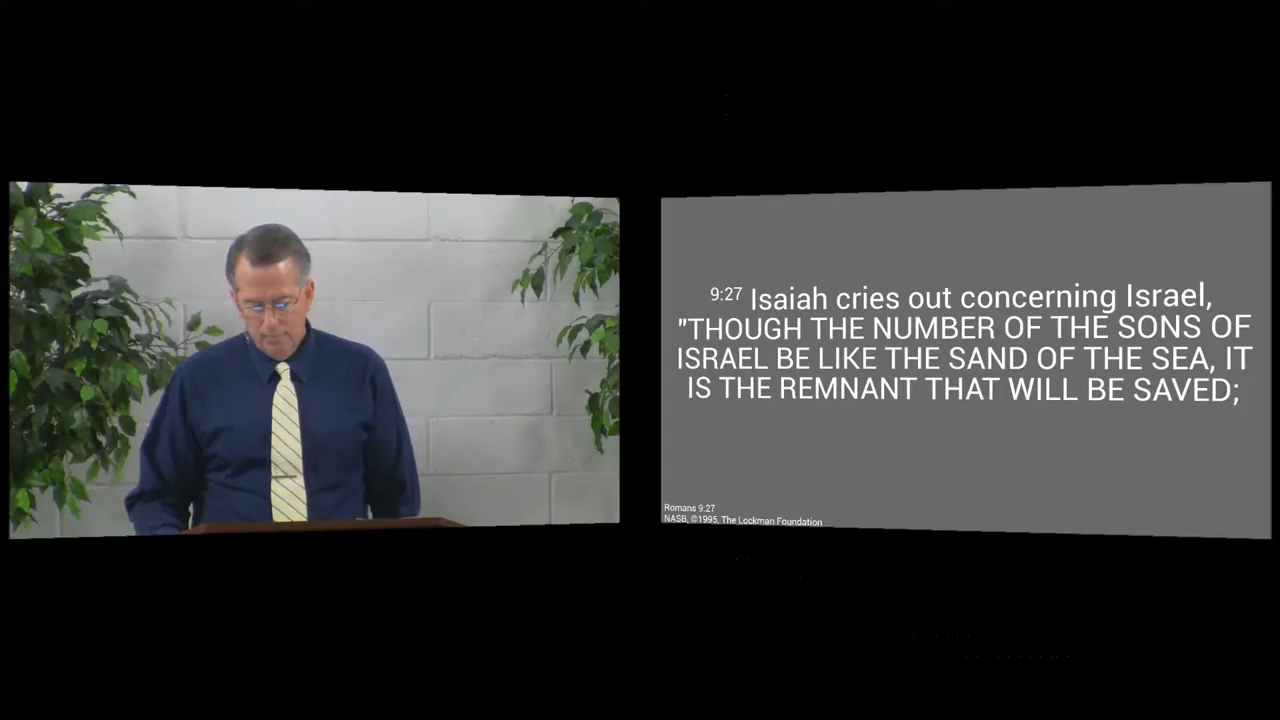 9:27 Isaiah cries out concerning Israel,
"THOUGH THE NUMBER OF THE SONS OF
ISRAEL BE LIKE THE SAND OF THE SEA, IT
IS THE REMNANT THAT WILL BE SAVED;
Romans 9:27
NASB, ©1995, The Lockman Foundation